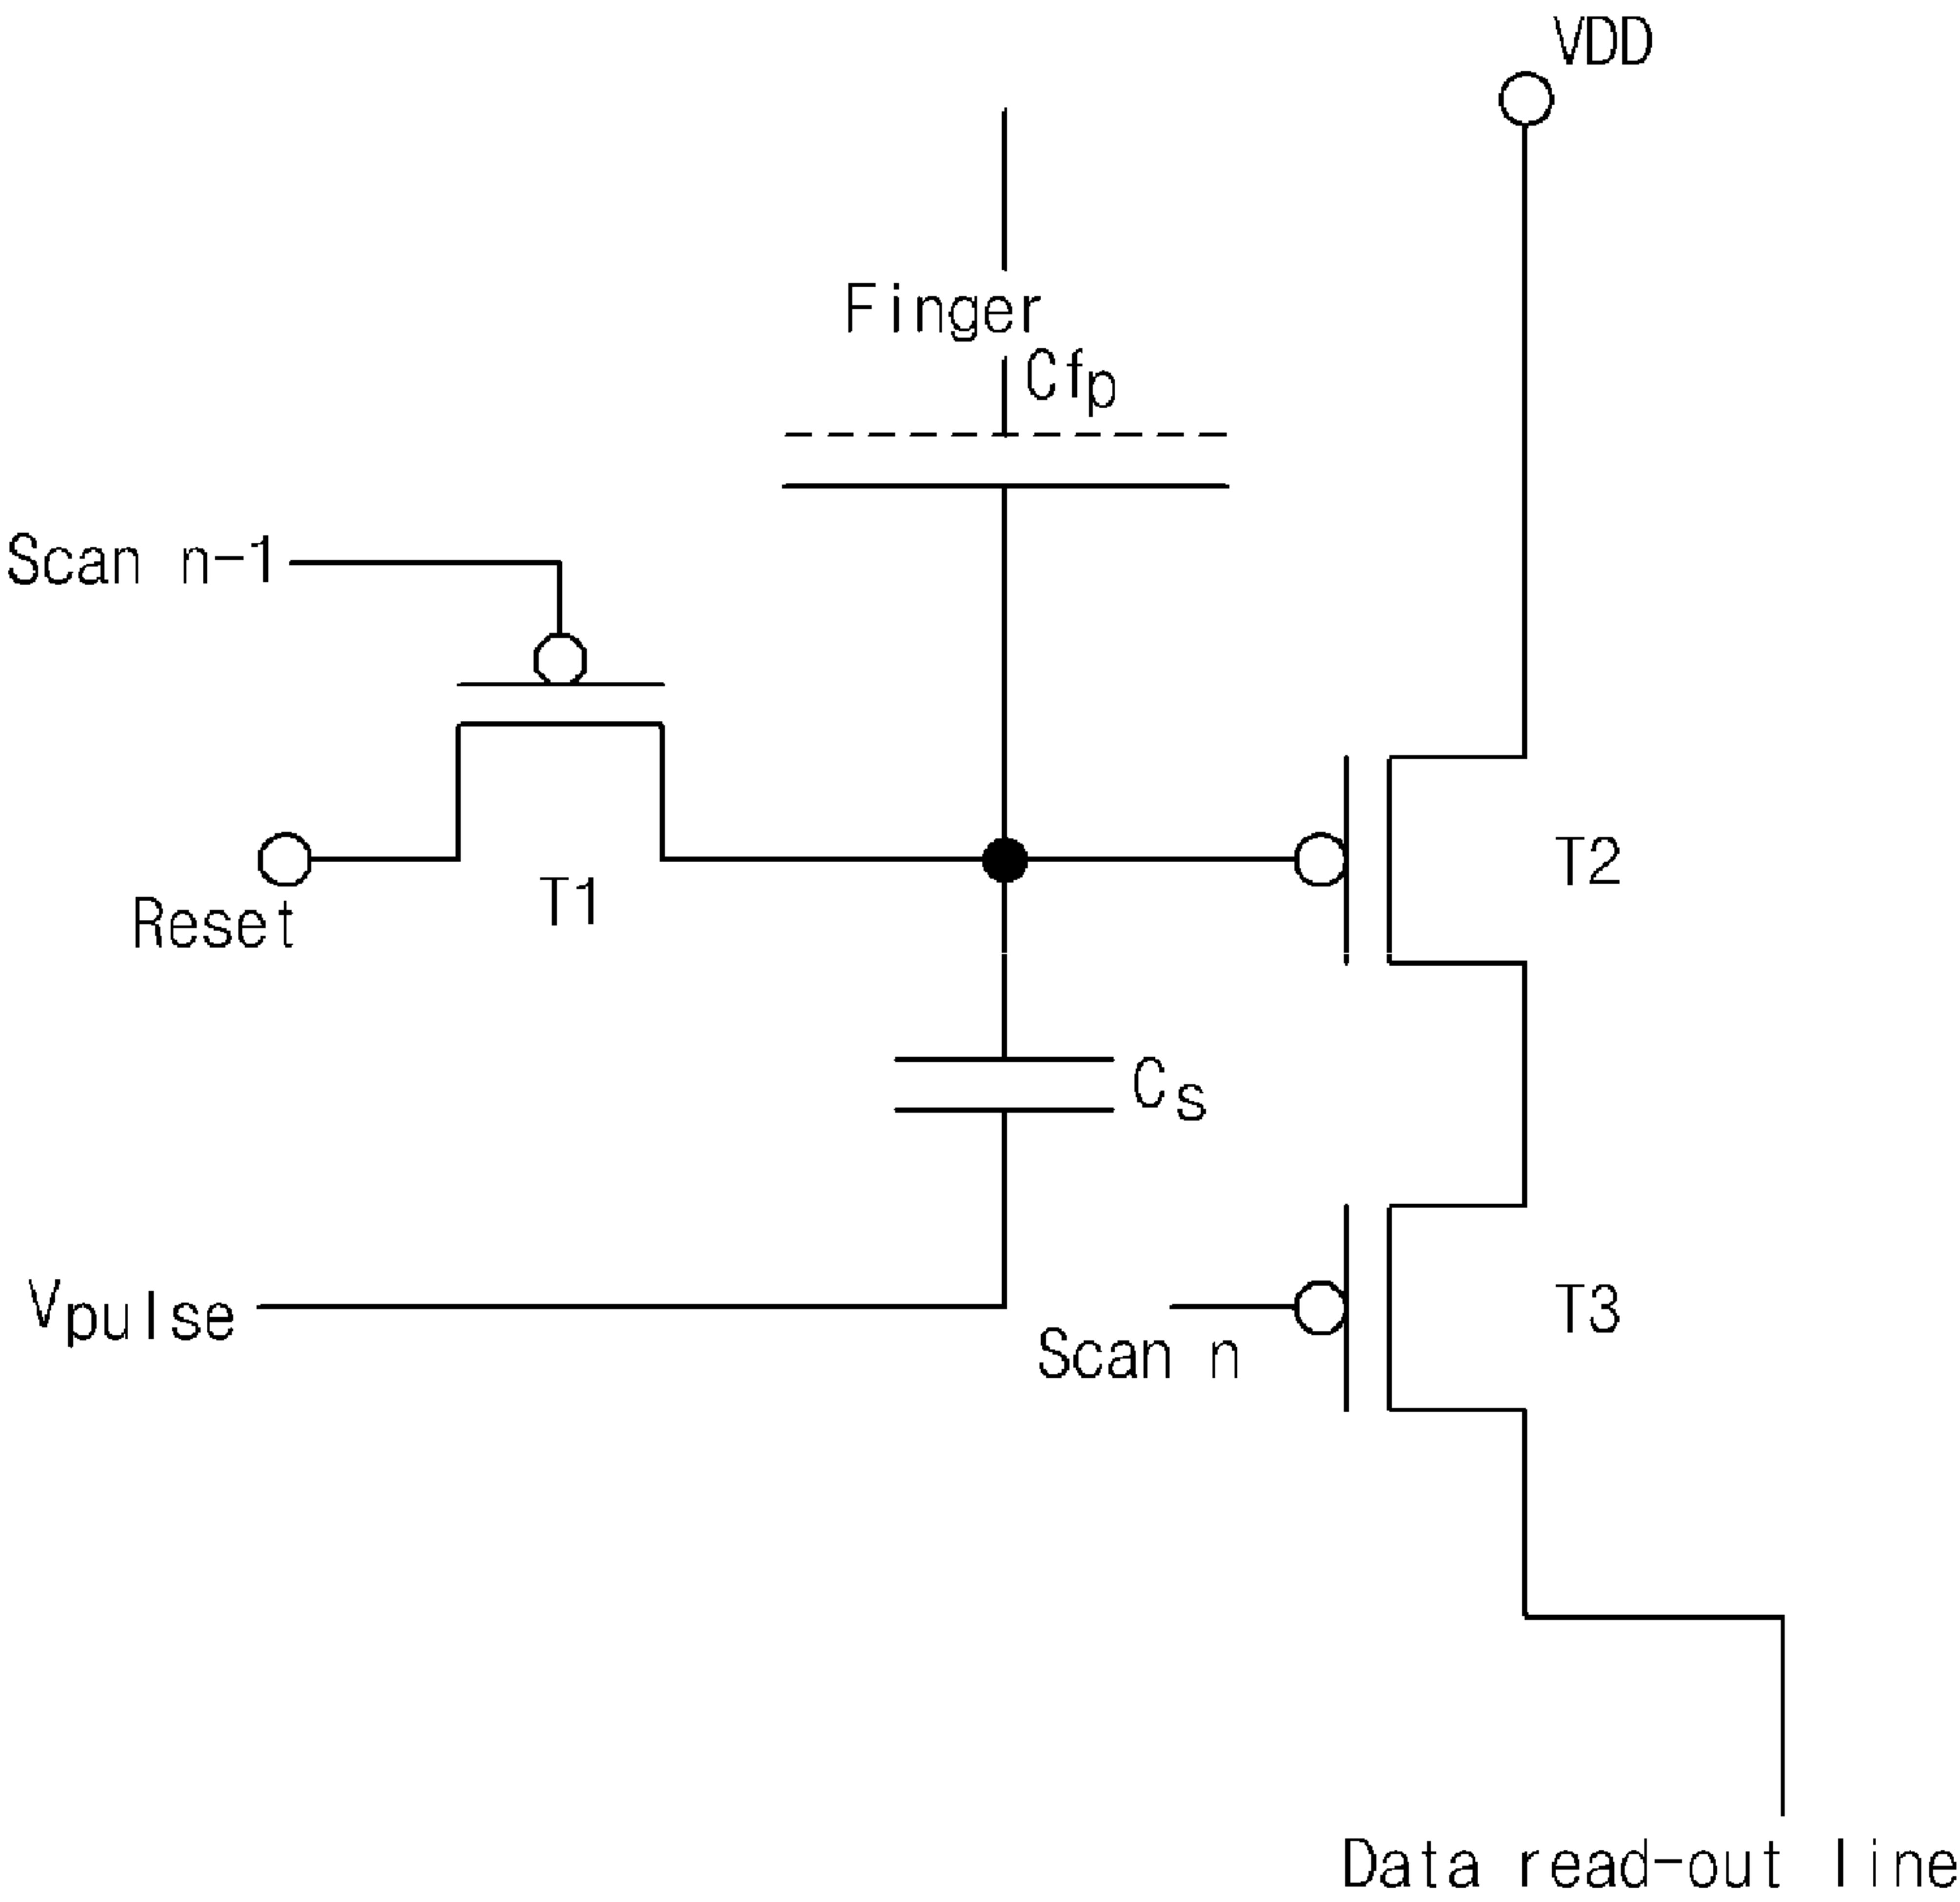 VDD
Finger
Cfp
Scan n-1
T2
T1
Reset
Cs
Vpulse
T3
Scan n
Data read-out line